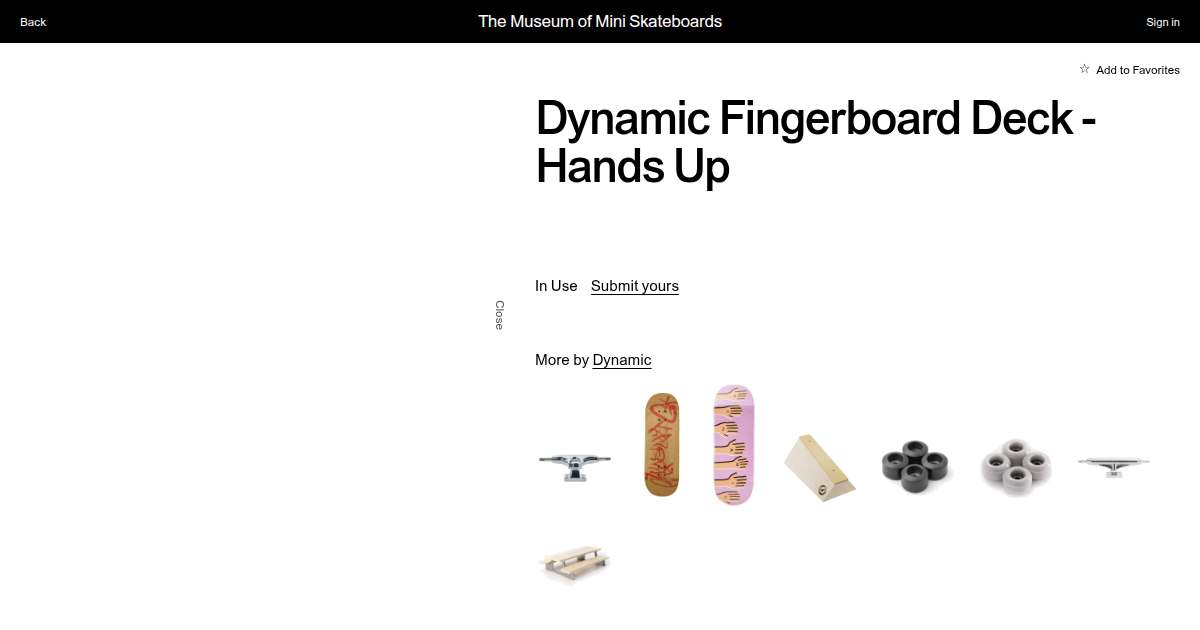 Back
The Museum of Mini Skateboards
Sign in
☆ Add to Favorites
Dynamic Fingerboard Deck -
Hands Up
In Use Submit yours
Close
More by Dynamic